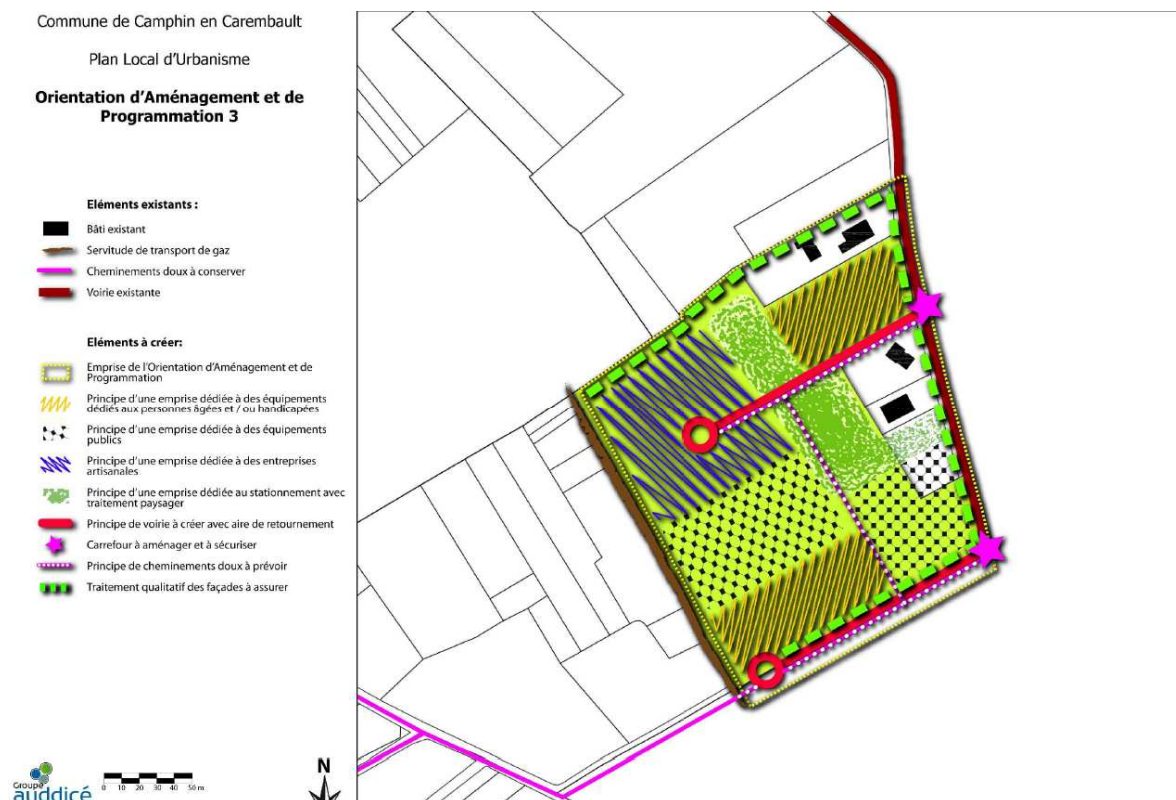 Commune de Camphin en Carembault
Plan Local d'Urbanisme
Orientation d'Aménagement et de
Programmation 3
Eléments existants :
Bâti existant
Servitude de transport de gaz
Cheminements doux à conserver
Voirie existante
Eléments à créer:
Emprise de l'Orientation d'Aménagement et de
Programmation
Principe d'une emprise dédiée à des équipements
dédiés aux personnes âgées et / ou handicapées
Principe d'une emprise dédiée à des équipements
publics
Principe d'une emprise dédiée à des entreprises
artisanales
Principe d'une emprise dédiée au stationnement avec
traitement paysager
Principe de voirie à créer avec aire de retournement
Carrefour à aménager et à sécuriser
Principe de cheminements doux à prévoir
Traitement qualitatif des façades à assurer
Groupe
auddicé
0 10 20 30 40 50 m
N